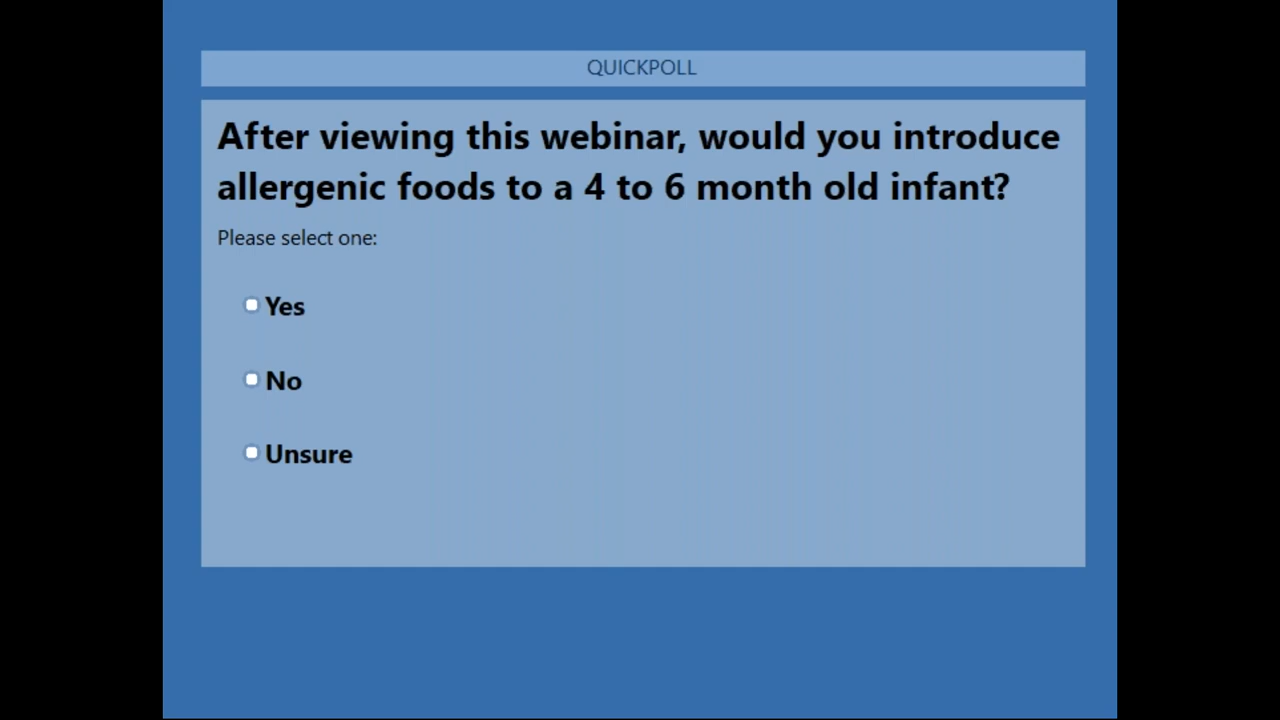 QUICKPOLL
After viewing this webinar, would you introduce
allergenic foods to a 4 to 6 month old infant?
Please select one:
Yes
No
Unsure